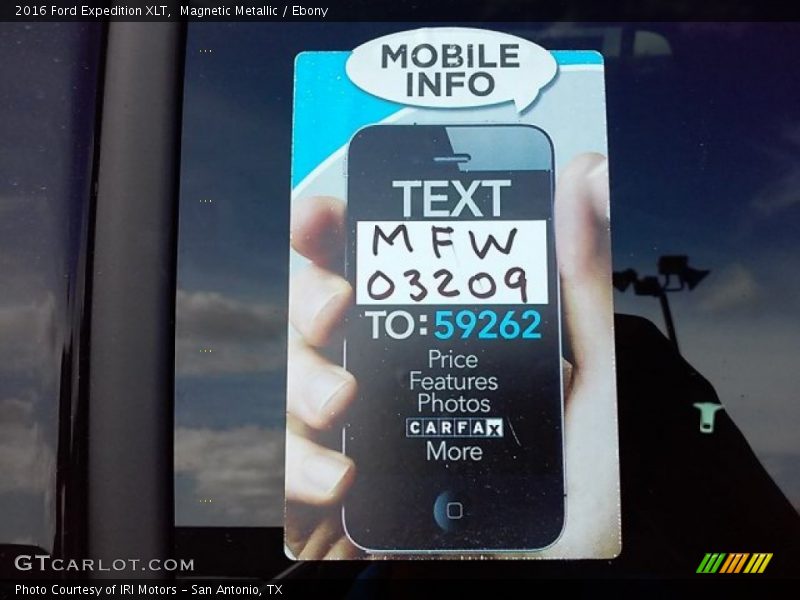 2016 Ford Expedition XLT, Magnetic Metallic / Ebony
MOBILE
INFO
TEXT
MFW
03209
TO: 59262
Price
Features
Photos
CARFAX
More
GTCARLOT.COM
Photo Courtesy of IRI Motors - San Antonio, TX